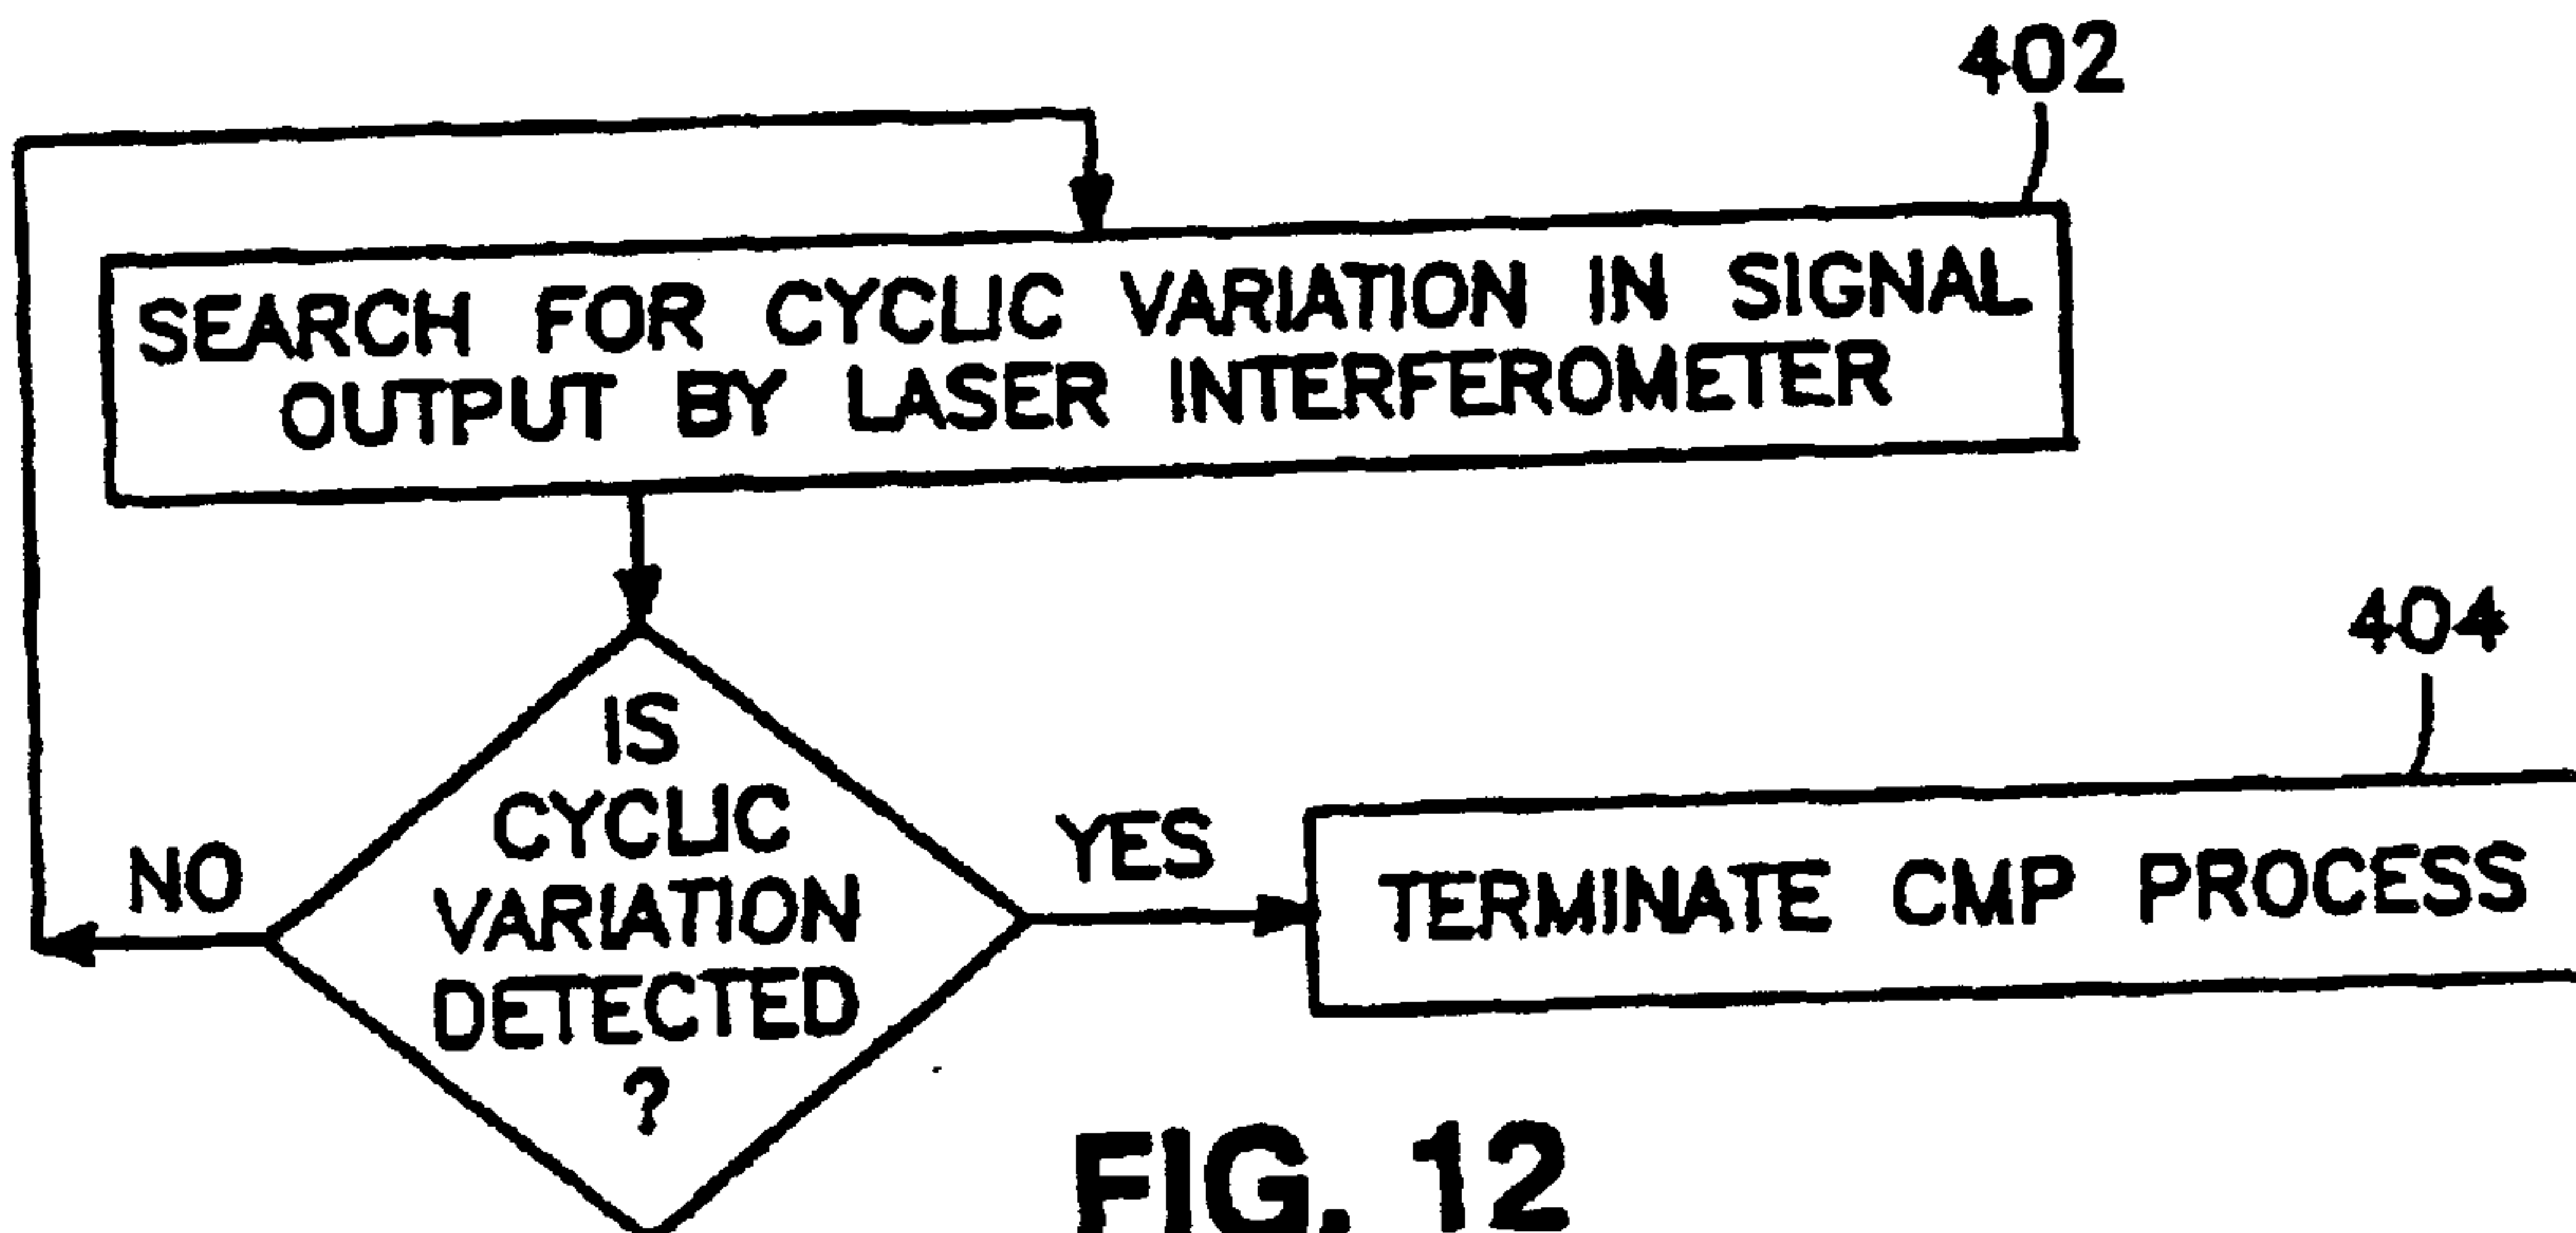 402
SEARCH FOR CYCLIC VARIATION IN SIGNAL
OUTPUT BY LASER INTERFEROMETER
404
IS
CYCLIC
VARIATION
DETECTED
?
NO
YES
TERMINATE CMP PROCESS
FIG. 12